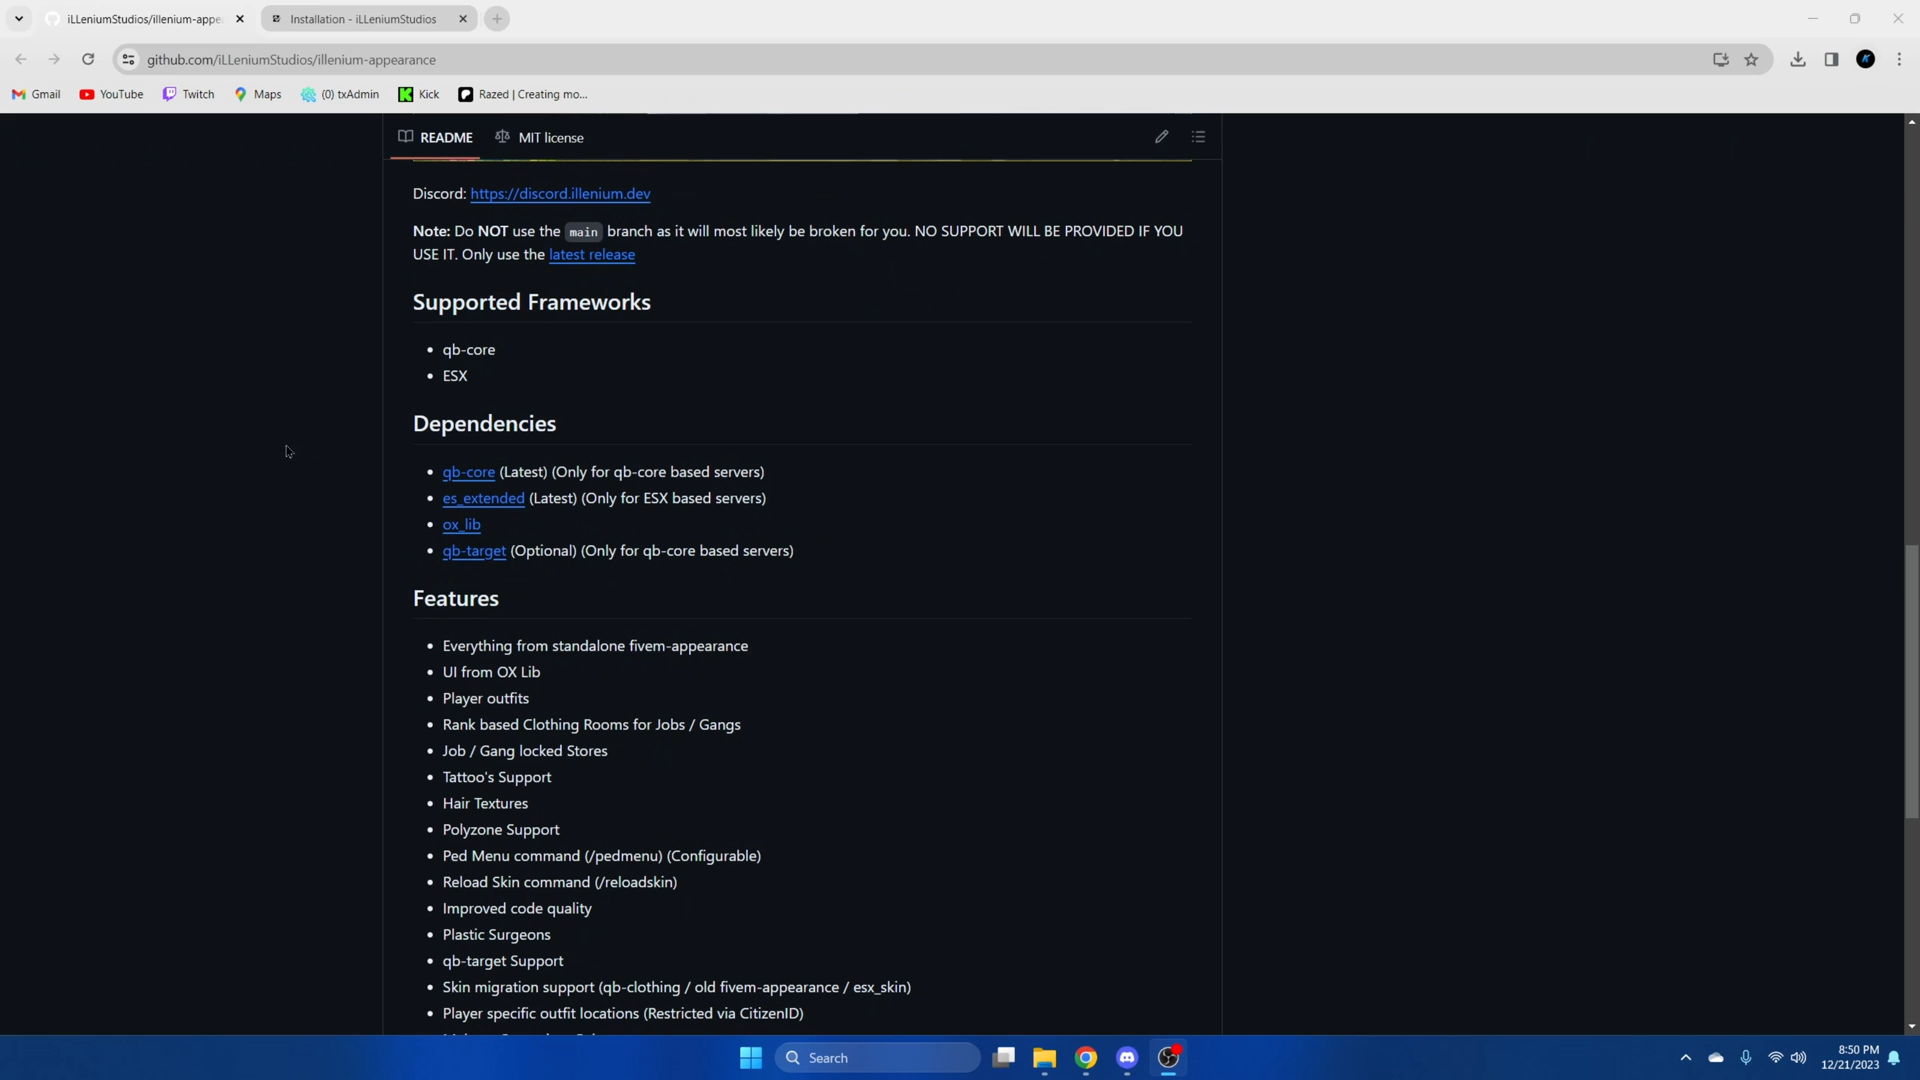 iLLeniumStudios/illenium-appe
Installation - iLLeniumStudios
github.com/iLLeniumStudios/illenium-appearance
Gmail
YouTube
Twitch
Maps
(0) txAdmin
Kick
Razed | Creating mo...
README
MIT license
Discord: https://discord.illenium.dev
Note: Do NOT use the main branch as it will most likely be broken for you. NO SUPPORT WILL BE PROVIDED IF YOU
USE IT. Only use the latest release
Supported Frameworks
• qb-core
• ESX
Dependencies
• qb-core (Latest) (Only for qb-core based servers)
• es_extended (Latest) (Only for ESX based servers)
• ox_lib
• qb-target (Optional) (Only for qb-core based servers)
Features
• Everything from standalone fivem-appearance
• UI from OX Lib
• Player outfits
• Rank based Clothing Rooms for Jobs / Gangs
• Job / Gang locked Stores
• Tattoo's Support
• Hair Textures
• Polyzone Support
• Ped Menu command (/pedmenu) (Configurable)
• Reload Skin command (/reloadskin)
• Improved code quality
• Plastic Surgeons
• qb-target Support
• Skin migration support (qb-clothing / old fivem-appearance / esx_skin)
• Player specific outfit locations (Restricted via CitizenID)
Search
8:50 PM
12/21/2023